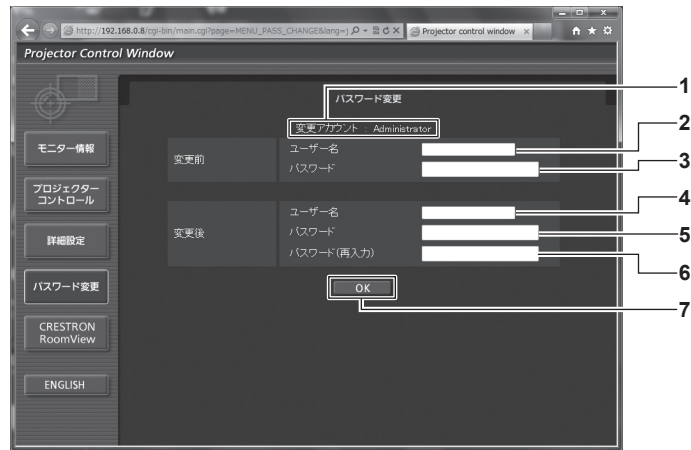 http://192.168.0.8/cgi-bin/main.cgi?page=MENU_PASS_CHANGE&lang=j
Projector control window
Projector Control Window
パスワード変更
1
変更アカウント : Administrator
2
モニター情報
変更前
ユーザー名
パスワード
3
プロジェクター
コントロール
4
変更後
ユーザー名
詳細設定
パスワード
5
パスワード(再入力)
6
パスワード変更
OK
7
CRESTRON
RoomView
ENGLISH